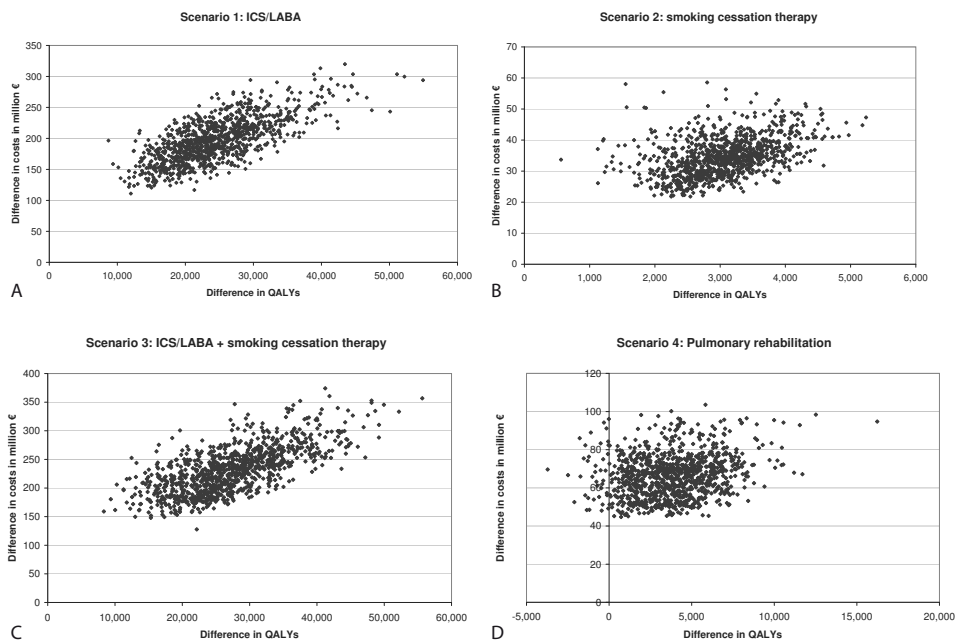 Scenario 1: ICS/LABA
Difference in costs in million €
350
300
250
200
150
100
50
0
0 10,000 20,000 30,000 40,000 50,000 60,000
Difference in QALYs
A
Scenario 2: smoking cessation therapy
Difference in costs in million €
70
60
50
40
30
20
10
0
0 1,000 2,000 3,000 4,000 5,000 6,000
Difference in QALYs
B
Scenario 3: ICS/LABA + smoking cessation therapy
Difference in costs in million €
400
350
300
250
200
150
100
50
0
0 10,000 20,000 30,000 40,000 50,000 60,000
Difference in QALYs
C
Scenario 4: Pulmonary rehabilitation
Difference in costs in million €
120
100
80
60
40
20
0
-5,000 0 5,000 10,000 15,000 20,000
Difference in QALYs
D